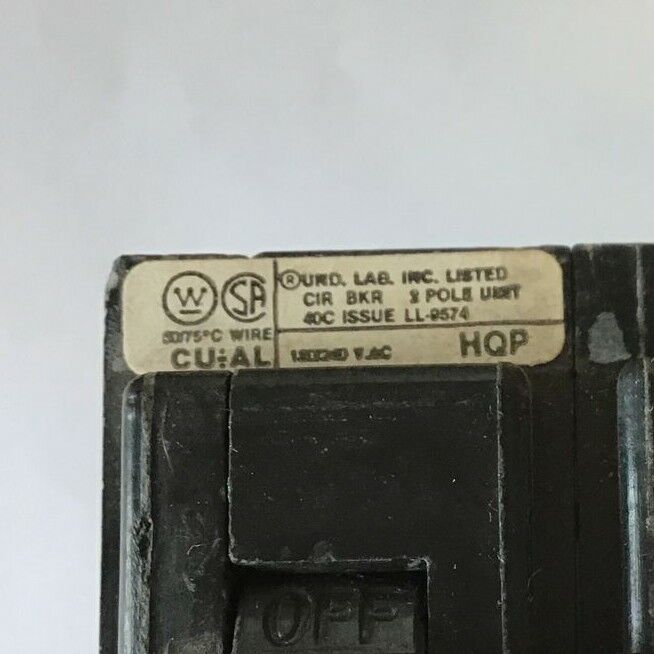 W SA
® UND. LAB. INC. LISTED
CIR BKR 2 POLE UNIT
40C ISSUE LL-9574
60/75°C WIRE
CU:AL 120/240 V.AC HQP
OFF